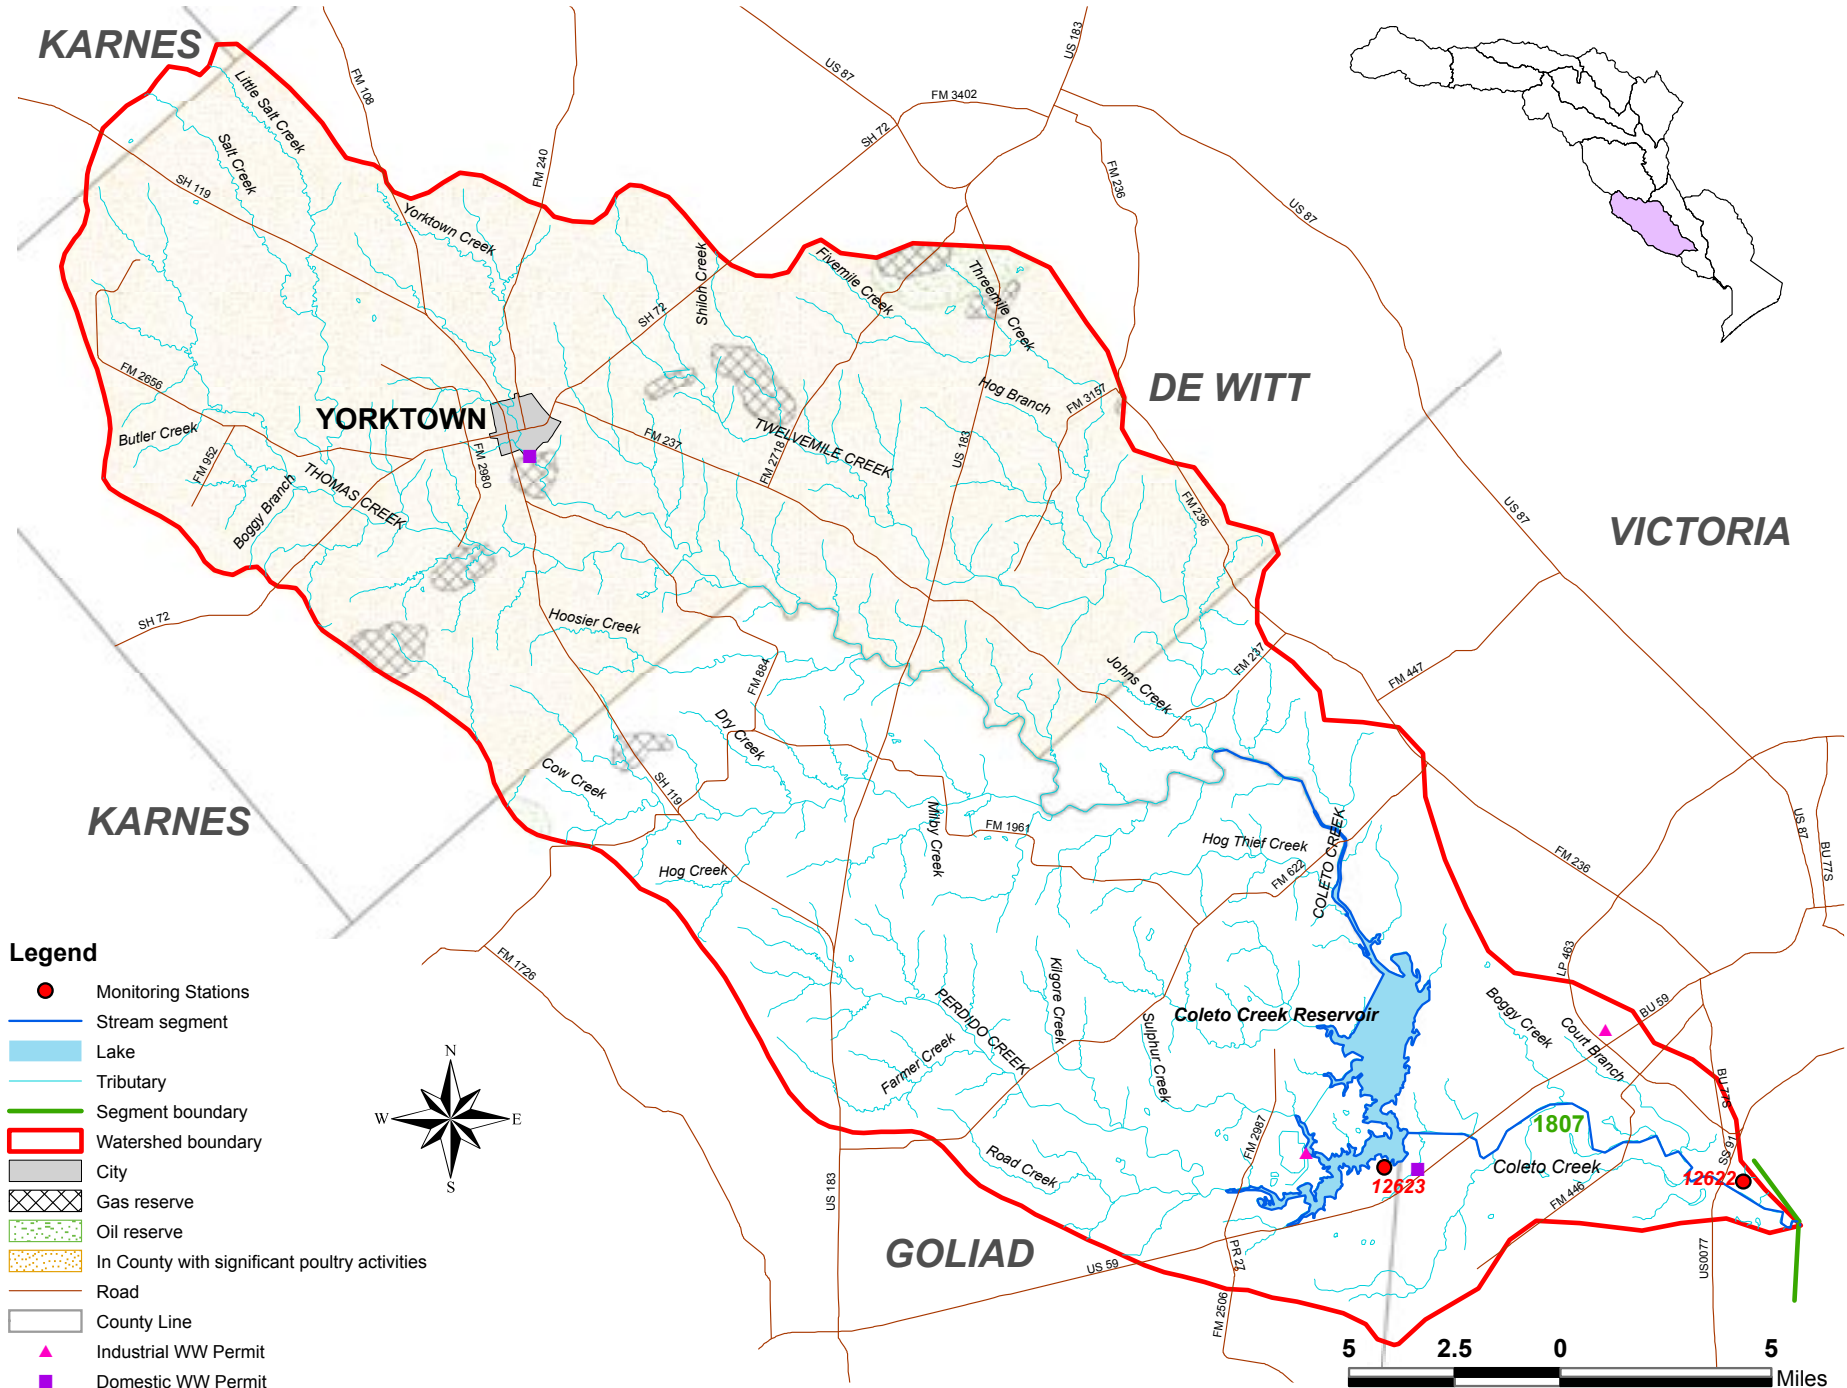 KARNES
Little Salt Creek
Salt Creek
FM 108
SH 119
FM 240
Yorktown Creek
US 87
US 183
FM 3402
SH 72
FM 236
US 87
Shiloh Creek
SH 72
Fivemile Creek
Threemile Creek
Hog Branch
FM 3157
DE WITT
VICTORIA
FM 2656
Butler Creek
FM 952
YORKTOWN
FM 237
FM 2718
TWELVEMILE CREEK
US 183
FM 2980
THOMAS CREEK
Boggy Branch
FM 236
US 87
SH 72
Hoosier Creek
FM 884
Johns Creek
FM 237
FM 447
Dry Creek
Cow Creek
SH 119
KARNES
Milby Creek
FM 1961
Hog Thief Creek
FM 622
COLETO CREEK
Hog Creek
FM 236
US 87
BU 77S
FM 1726
Kilgore Creek
PERDIDO CREEK
Farmer Creek
Sulphur Creek
Coleto Creek Reservoir
LP 463
BU 59
Boggy Creek
Court Branch
BU 77S
1807
Coleto Creek
FM 446
SS 91
12622
12623
FM 2987
Road Creek
US 183
GOLIAD
US 59
PR 27
FM 2506
US0077
N
W
E
S
Legend
Monitoring Stations
Stream segment
Lake
Tributary
Segment boundary
Watershed boundary
City
Gas reserve
Oil reserve
In County with significant poultry activities
Road
County Line
Industrial WW Permit
Domestic WW Permit
5 2.5 0 5
Miles